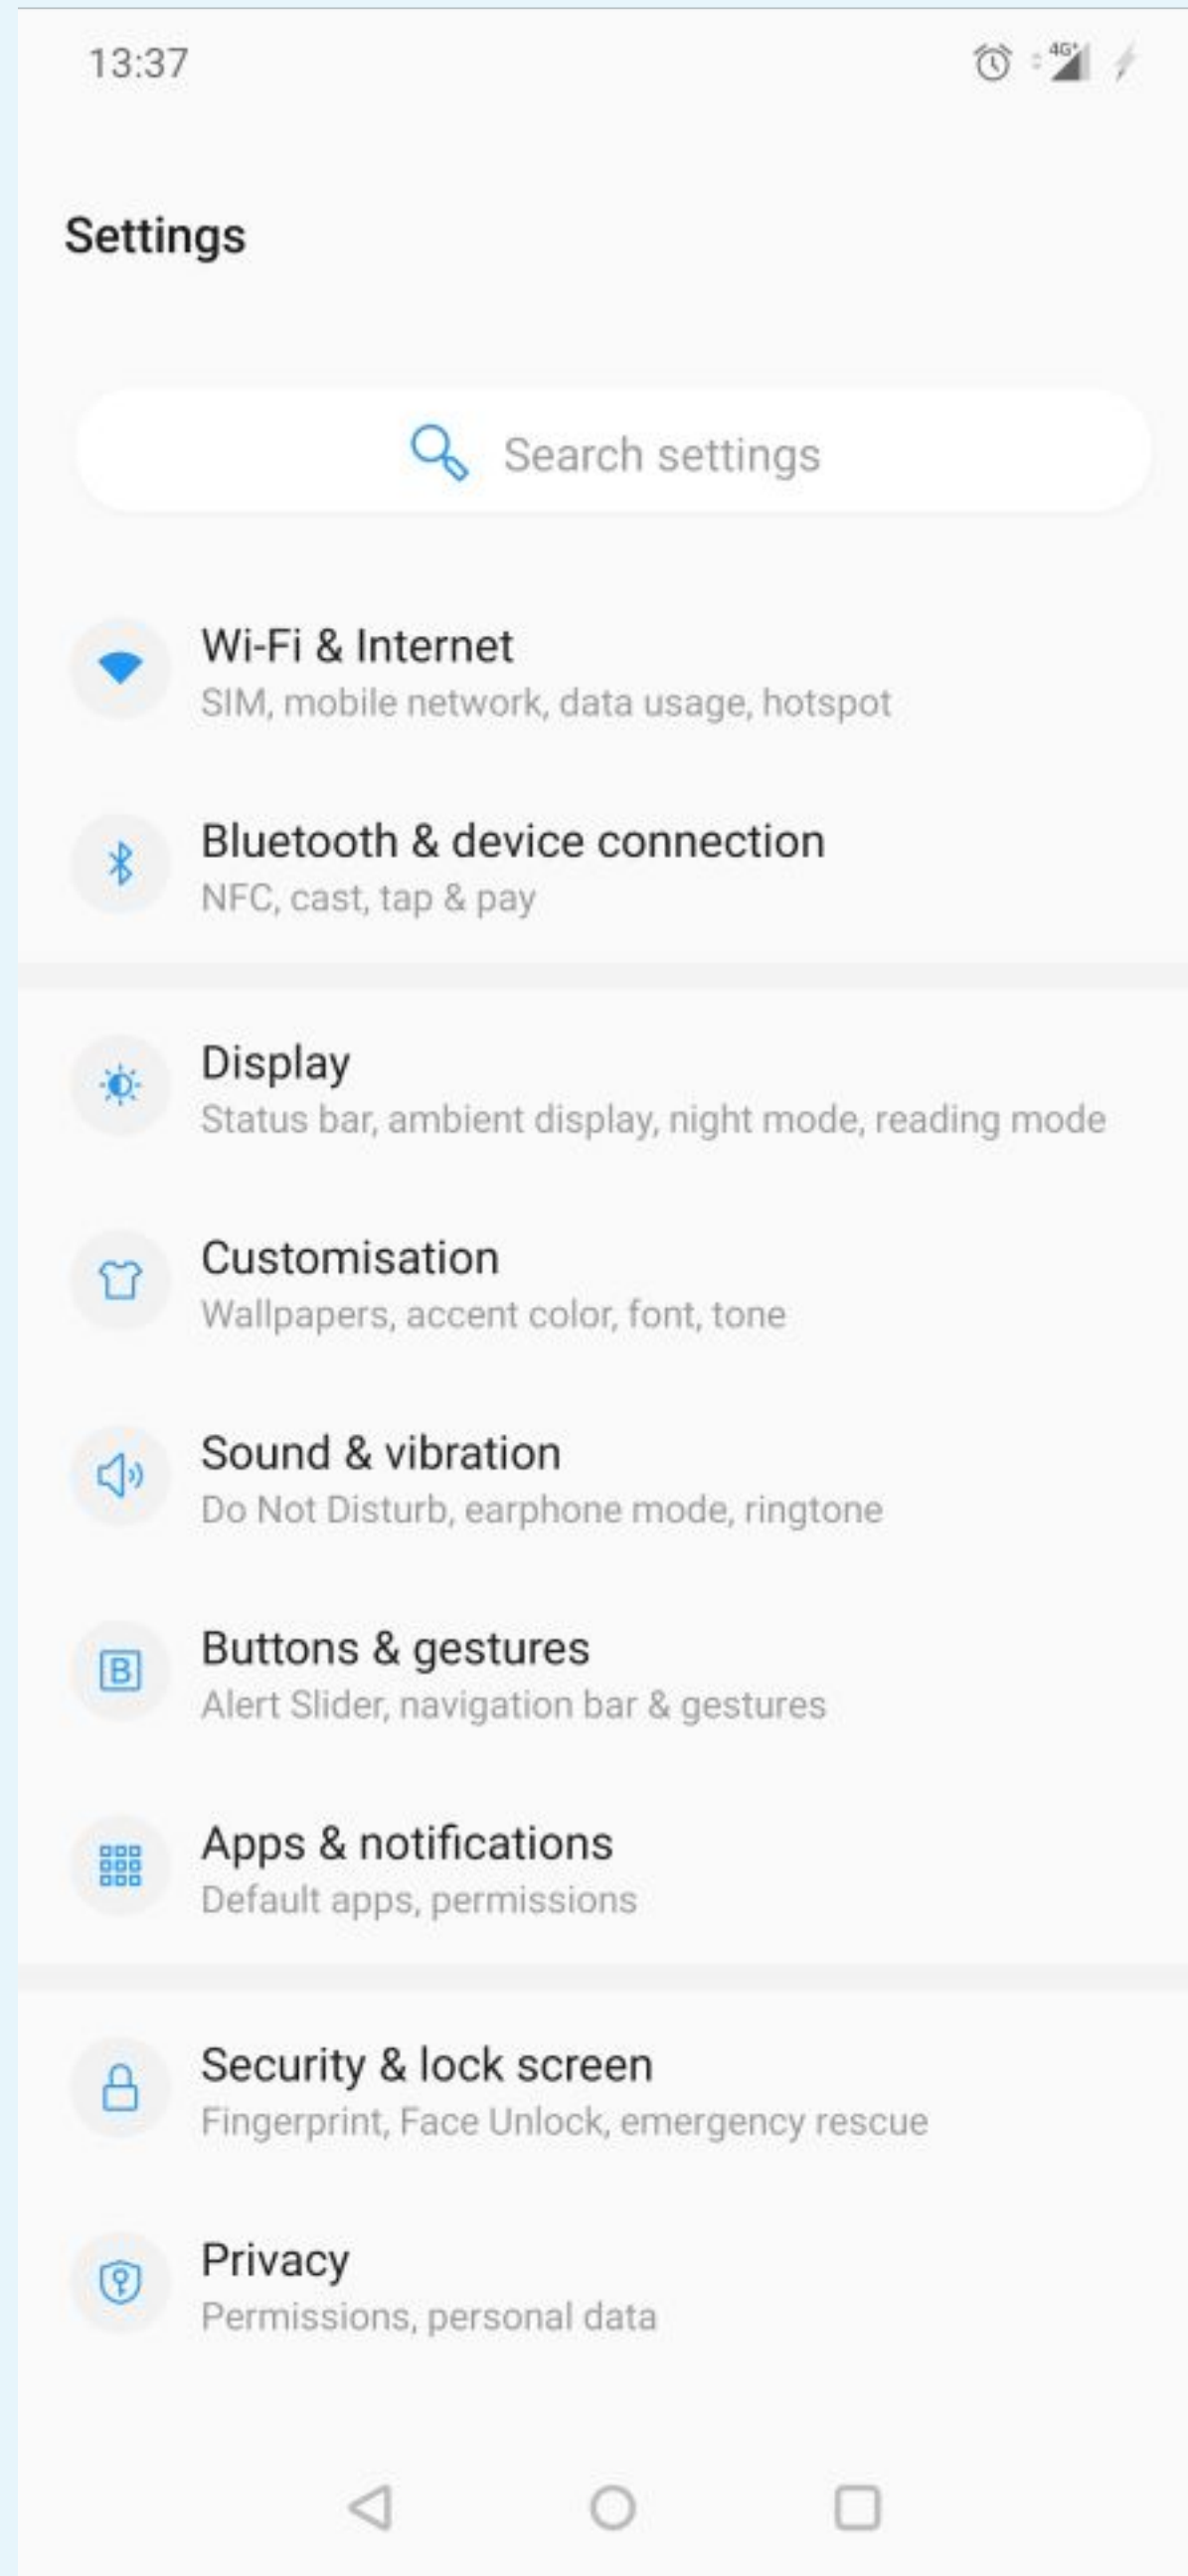 13:37
4G+
Settings
Search settings
Wi-Fi & Internet
SIM, mobile network, data usage, hotspot
Bluetooth & device connection
NFC, cast, tap & pay
Display
Status bar, ambient display, night mode, reading mode
Customisation
Wallpapers, accent color, font, tone
Sound & vibration
Do Not Disturb, earphone mode, ringtone
B
Buttons & gestures
Alert Slider, navigation bar & gestures
Apps & notifications
Default apps, permissions
Security & lock screen
Fingerprint, Face Unlock, emergency rescue
Privacy
Permissions, personal data